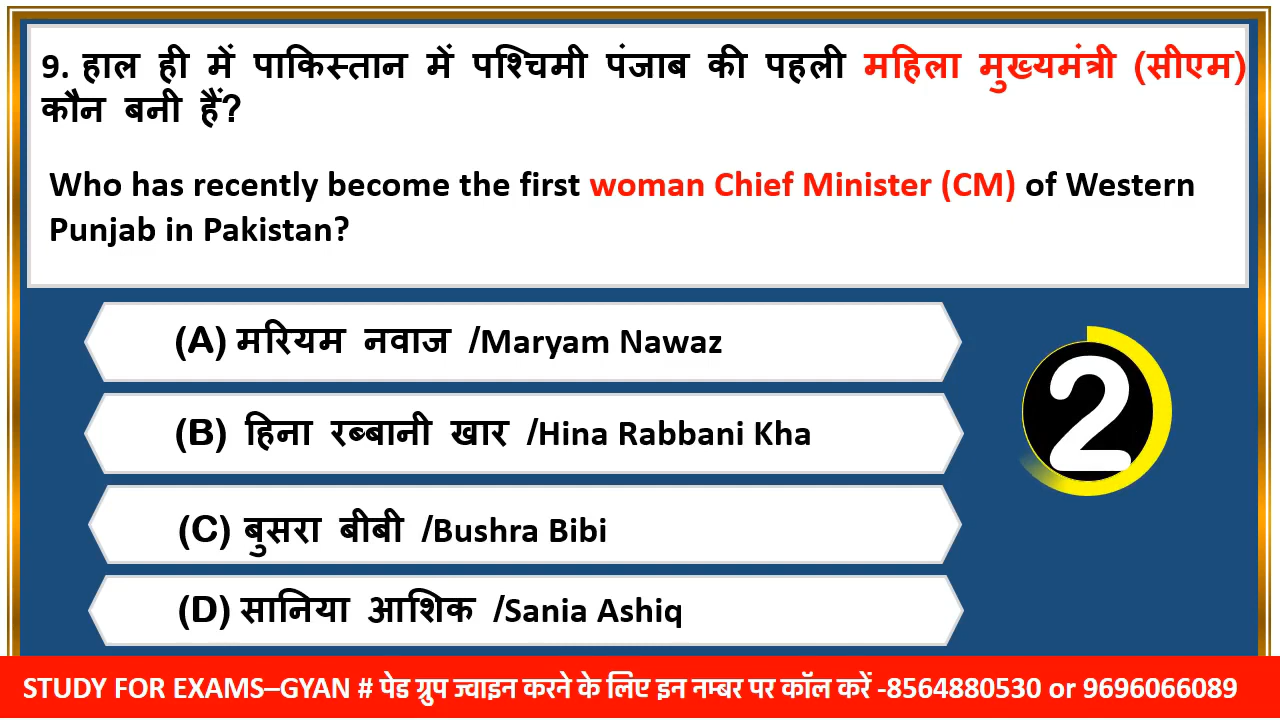 9. हाल ही में पाकिस्तान में पश्चिमी पंजाब की पहली महिला मुख्यमंत्री (सीएम)
कौन बनी हैं?
Who has recently become the first woman Chief Minister (CM) of Western
Punjab in Pakistan?
(A) मरियम नवाज /Maryam Nawaz
(B) हिना रब्बानी खार /Hina Rabbani Kha
(C) बुसरा बीबी /Bushra Bibi
(D) सानिया आशिक /Sania Ashiq
2
STUDY FOR EXAMS–GYAN # पेड ग्रुप ज्वाइन करने के लिए इन नम्बर पर कॉल करें -8564880530 or 9696066089